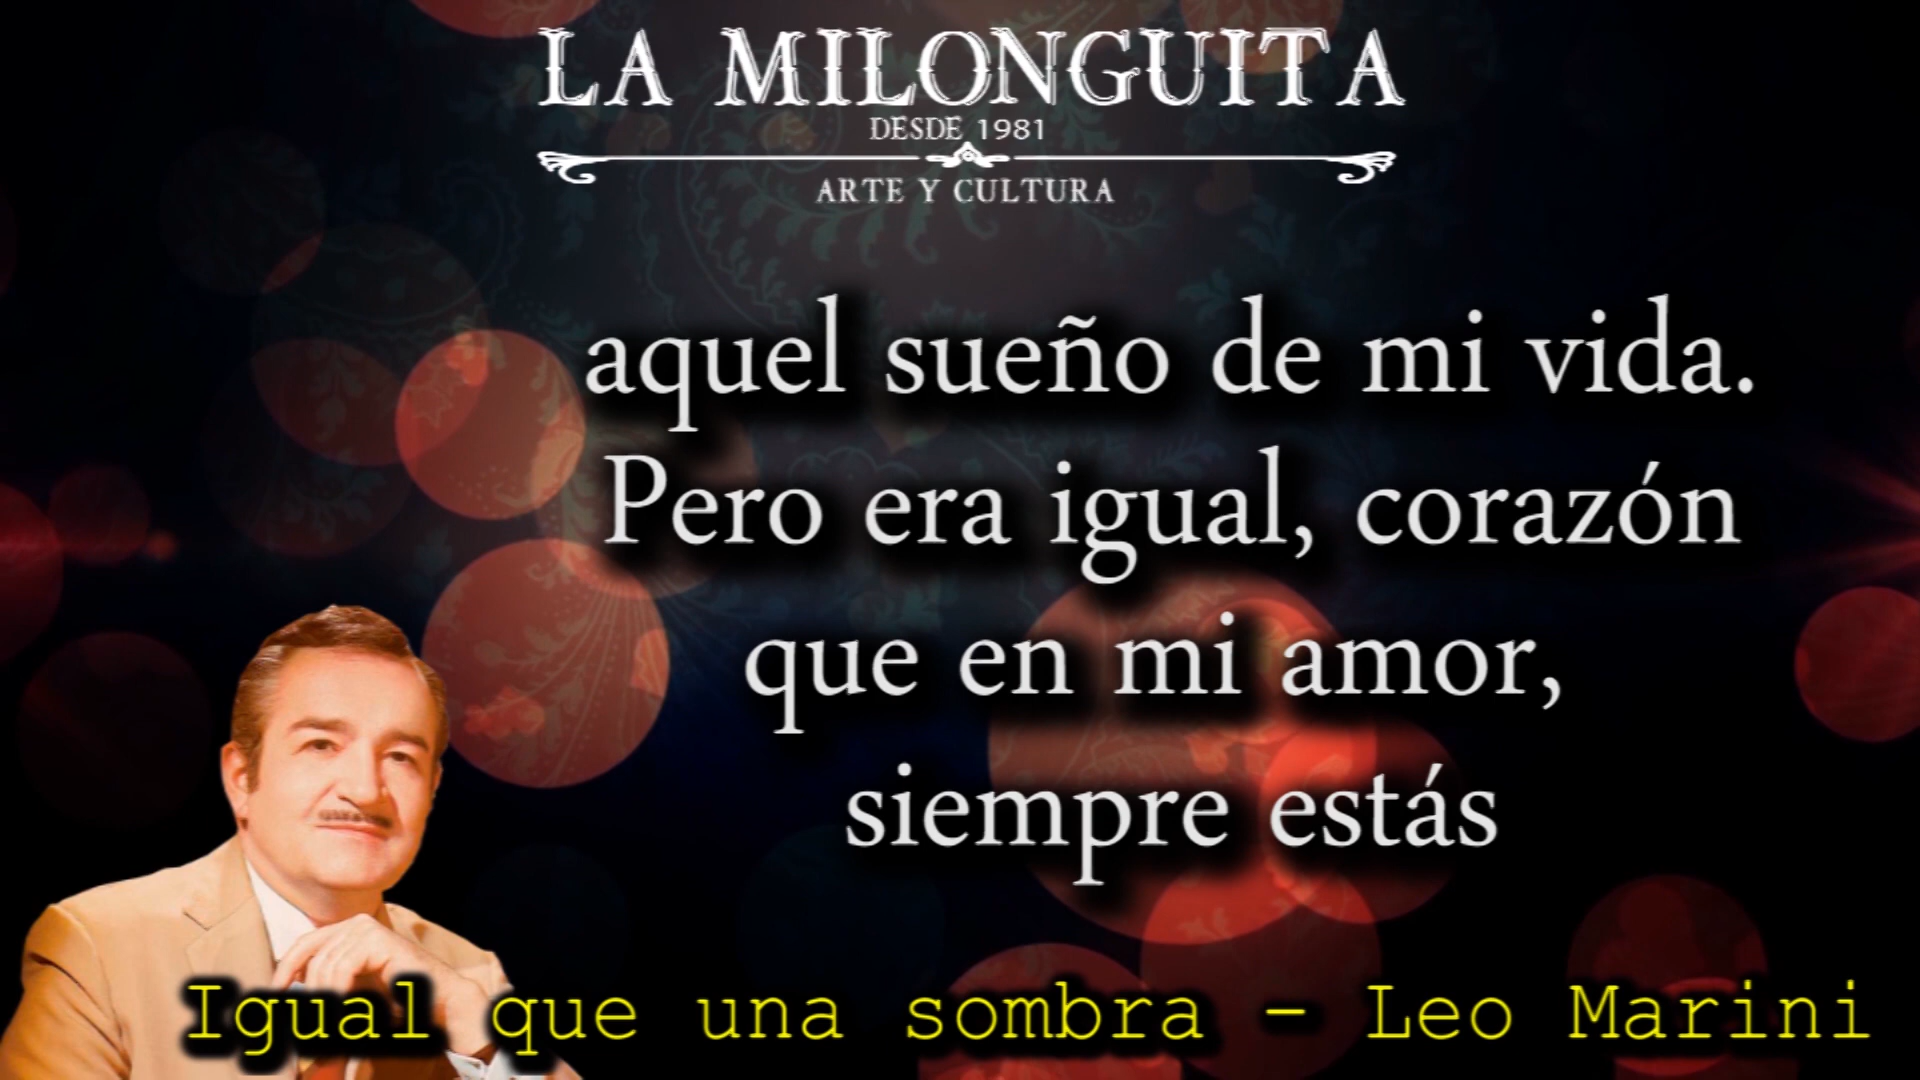 LA MILONGUITA
DESDE 1981
ARTE Y CULTURA
aquel sueño de mi vida.
Pero era igual, corazón
que en mi amor,
siempre estás
Igual que una sombra - Leo Marini